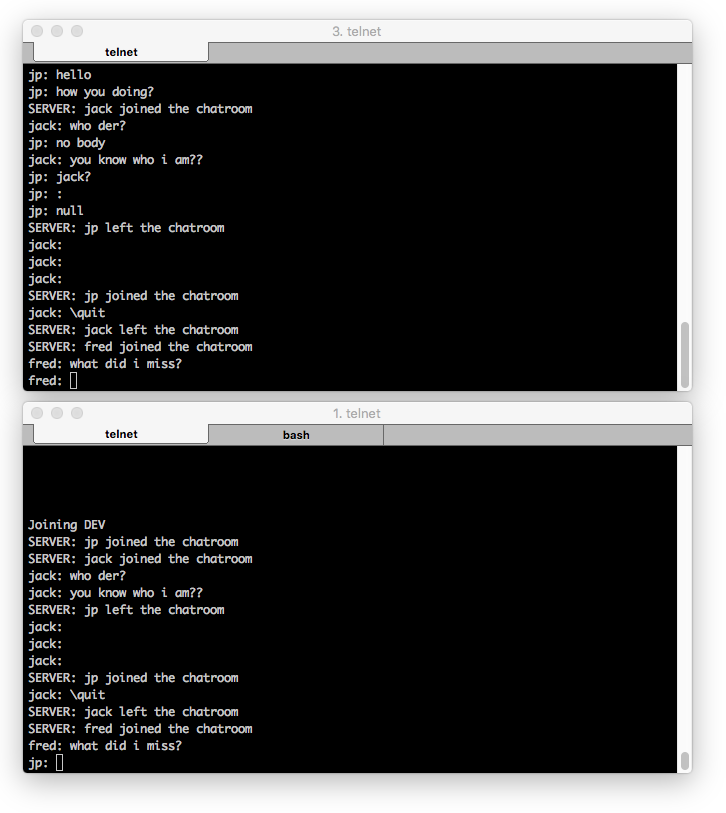 3. telnet
telnet
jp: hello
jp: how you doing?
SERVER: jack joined the chatroom
jack: who der?
jp: no body
jack: you know who i am??
jp: jack?
jp: :
jp: null
SERVER: jp left the chatroom
jack:
jack:
jack:
SERVER: jp joined the chatroom
jack: \quit
SERVER: jack left the chatroom
SERVER: fred joined the chatroom
fred: what did i miss?
fred:
1. telnet
telnet bash
Joining DEV
SERVER: jp joined the chatroom
SERVER: jack joined the chatroom
jack: who der?
jack: you know who i am??
SERVER: jp left the chatroom
jack:
jack:
jack:
SERVER: jp joined the chatroom
jack: \quit
SERVER: jack left the chatroom
SERVER: fred joined the chatroom
fred: what did i miss?
jp: